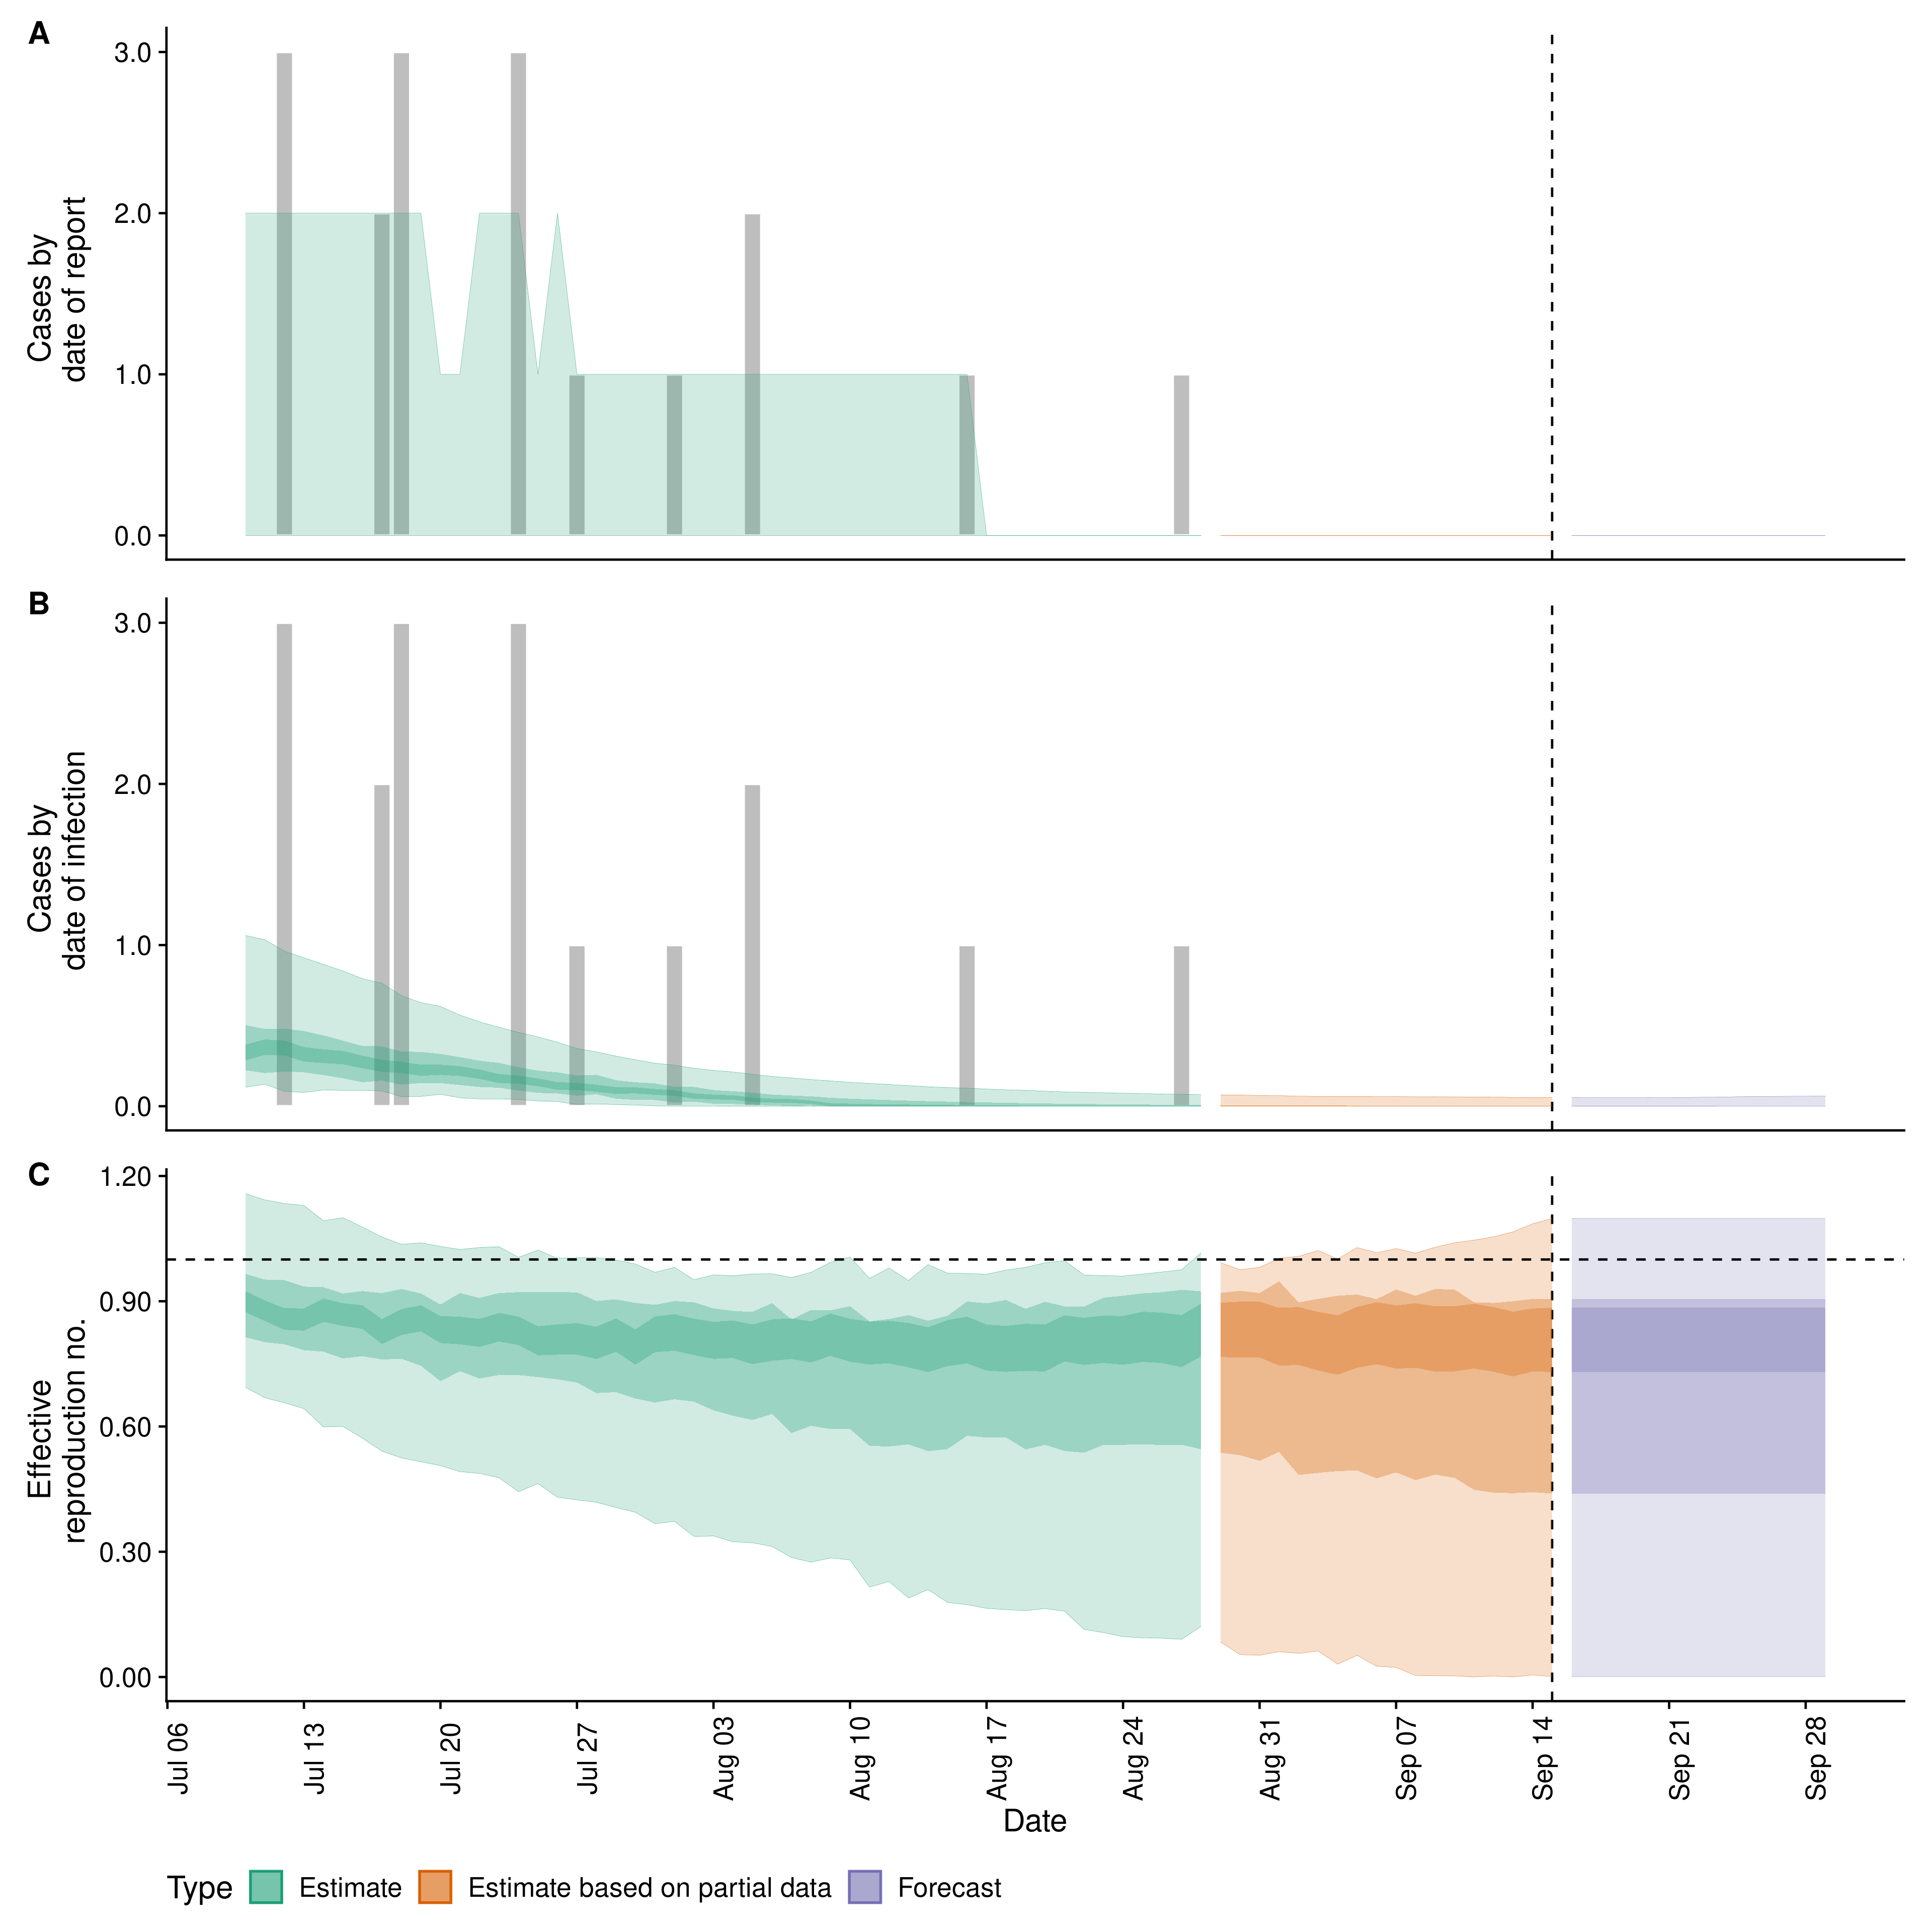 A
Cases by
date of report
3.0
2.0
1.0
0.0
B
Cases by
date of infection
3.0
2.0
1.0
0.0
C
Effective
reproduction no.
1.20
0.90
0.60
0.30
0.00
Jul 06
Jul 13
Jul 20
Jul 27
Aug 03
Aug 10
Aug 17
Aug 24
Aug 31
Sep 07
Sep 14
Sep 21
Sep 28
Date
Type Estimate Estimate based on partial data Forecast